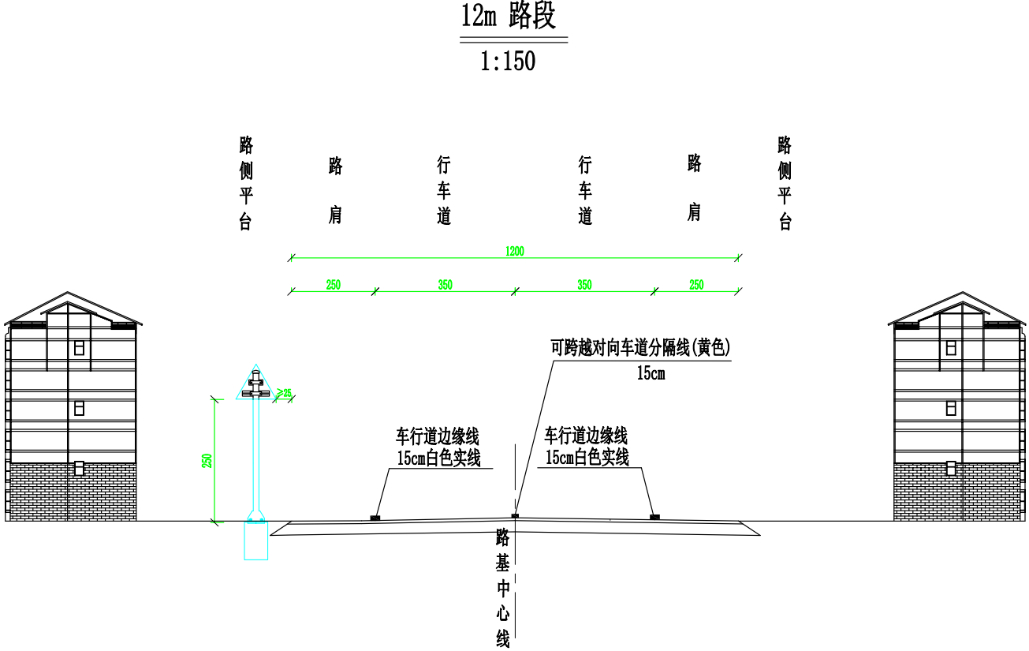 12m 路段
1:150
路侧平台
路肩
行车道
行车道
路肩
路侧平台
1200
250
350
350
250
可跨越对向车道分隔线(黄色)
15cm
≥25
250
车行道边缘线
15cm白色实线
车行道边缘线
15cm白色实线
路基中心线